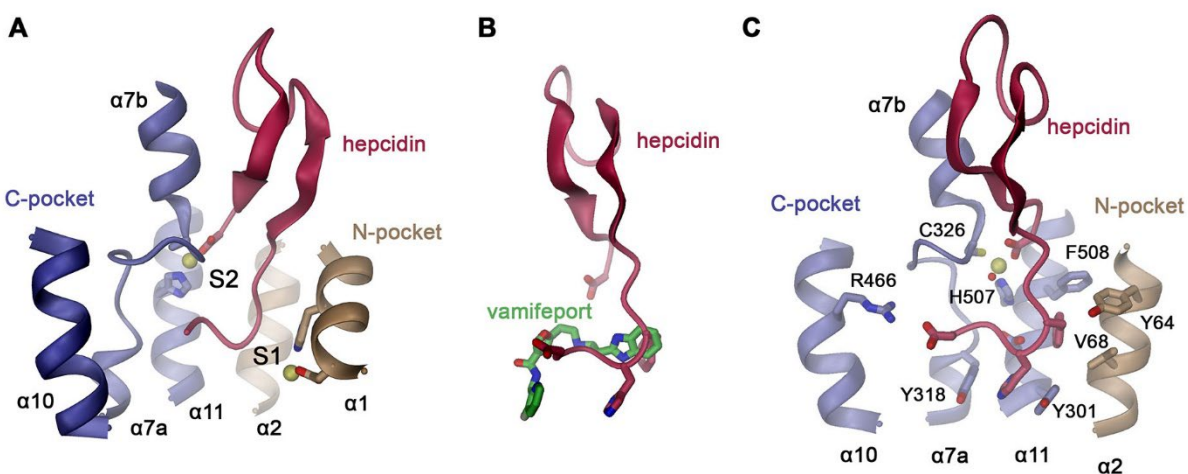 A
α7b
hepcidin
C-pocket
N-pocket
S2
S1
α10
α7a
α11
α2
α1
B
hepcidin
vamifeport
C
α7b
hepcidin
C-pocket
N-pocket
C326
F508
R466
H507
Y64
V68
Y318
Y301
α10
α7a
α11
α2